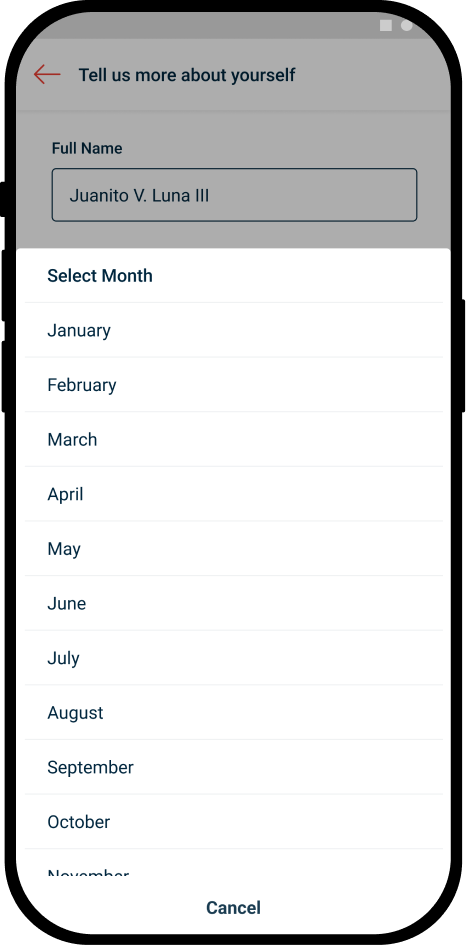 Tell us more about yourself
Full Name
Juanito V. Luna III
Select Month
January
February
March
April
May
June
July
August
September
October
November
Cancel